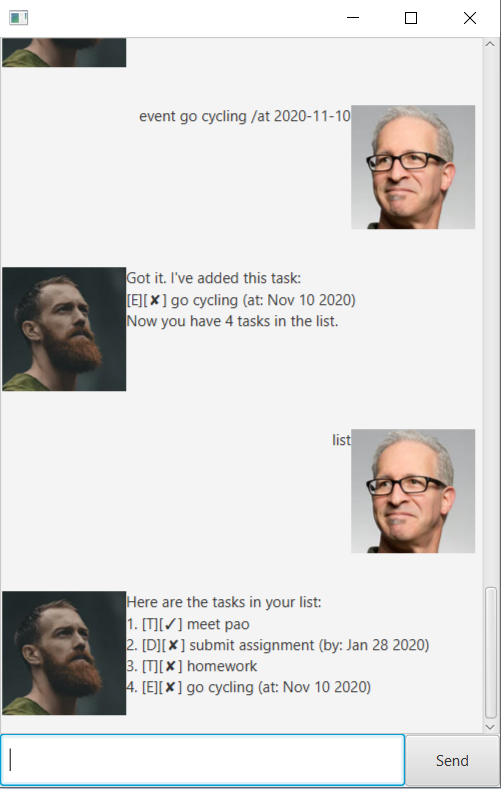 event go cycling /at 2020-11-10
Got it. I've added this task:
[E][✘] go cycling (at: Nov 10 2020)
Now you have 4 tasks in the list.
list
Here are the tasks in your list:
1. [T][✓] meet pao
2. [D][✘] submit assignment (by: Jan 28 2020)
3. [T][✘] homework
4. [E][✘] go cycling (at: Nov 10 2020)
Send